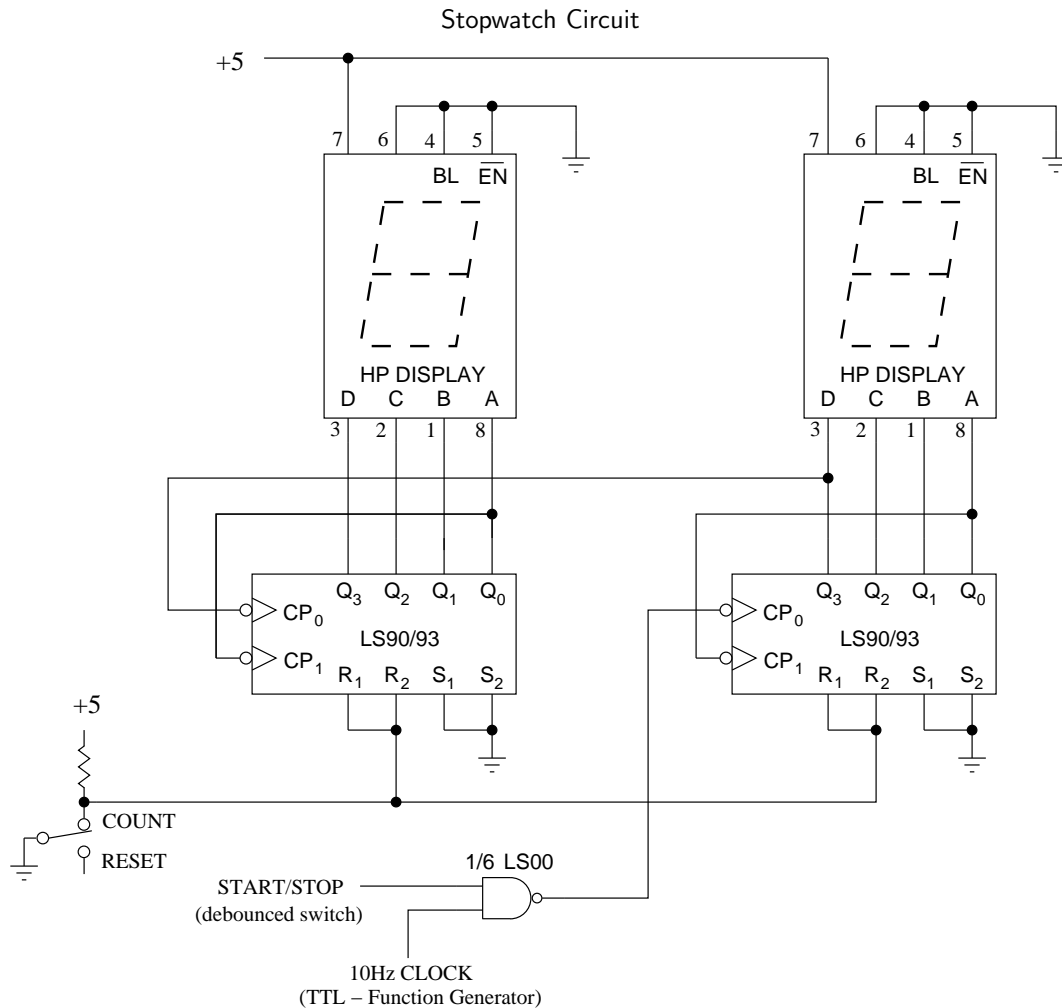 Stopwatch Circuit
+5
7 6 4 5
BL EN
HP DISPLAY
D C B A
3 2 1 8
7 6 4 5
BL EN
HP DISPLAY
D C B A
3 2 1 8
Q3 Q2 Q1 Q0
CP0
LS90/93
CP1
R1 R2 S1 S2
Q3 Q2 Q1 Q0
CP0
LS90/93
CP1
R1 R2 S1 S2
+5
COUNT
RESET
1/6 LS00
START/STOP
(debounced switch)
10Hz CLOCK
(TTL – Function Generator)